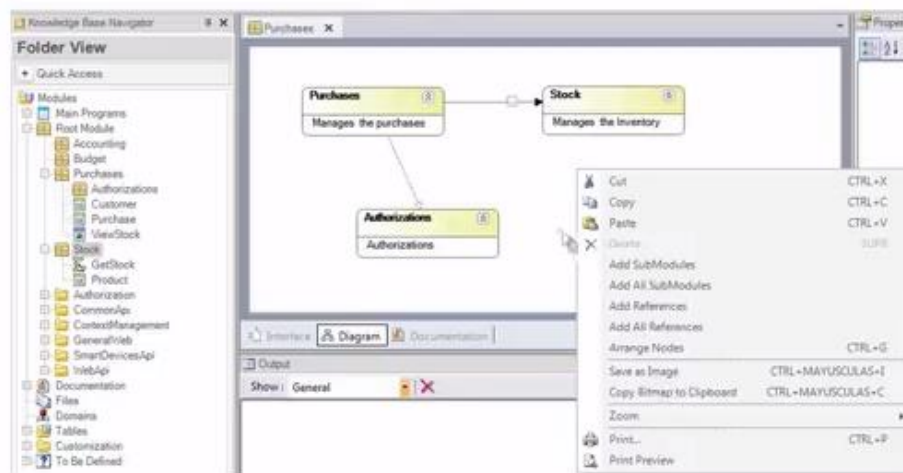 Knowledge Base Navigator
Folder View
Quick Access
Modules
Main Programs
Root Module
Accounting
Budget
Purchases
Authorizations
Customer
Purchase
ViewStock
Stock
GetStock
Product
Authorization
CommonApi
ContextManagement
GeneralWeb
SmartDevicesApi
WebApi
Documentation
Files
Domains
Tables
Customization
To Be Defined
Purchases
Purchases
Manages the purchases
Stock
Manages the Inventory
Authorizations
Authorizations
Interface Diagram Documentation
Output
Show: General
Proper
Cut CTRL+X
Copy CTRL+C
Paste CTRL+V
Delete SUPR
Add SubModules
Add All SubModules
Add References
Add All References
Arrange Nodes CTRL+G
Save as Image CTRL+MAYUSCULAS+I
Copy Bitmap to Clipboard CTRL+MAYUSCULAS+C
Zoom
Print... CTRL+P
Print Preview